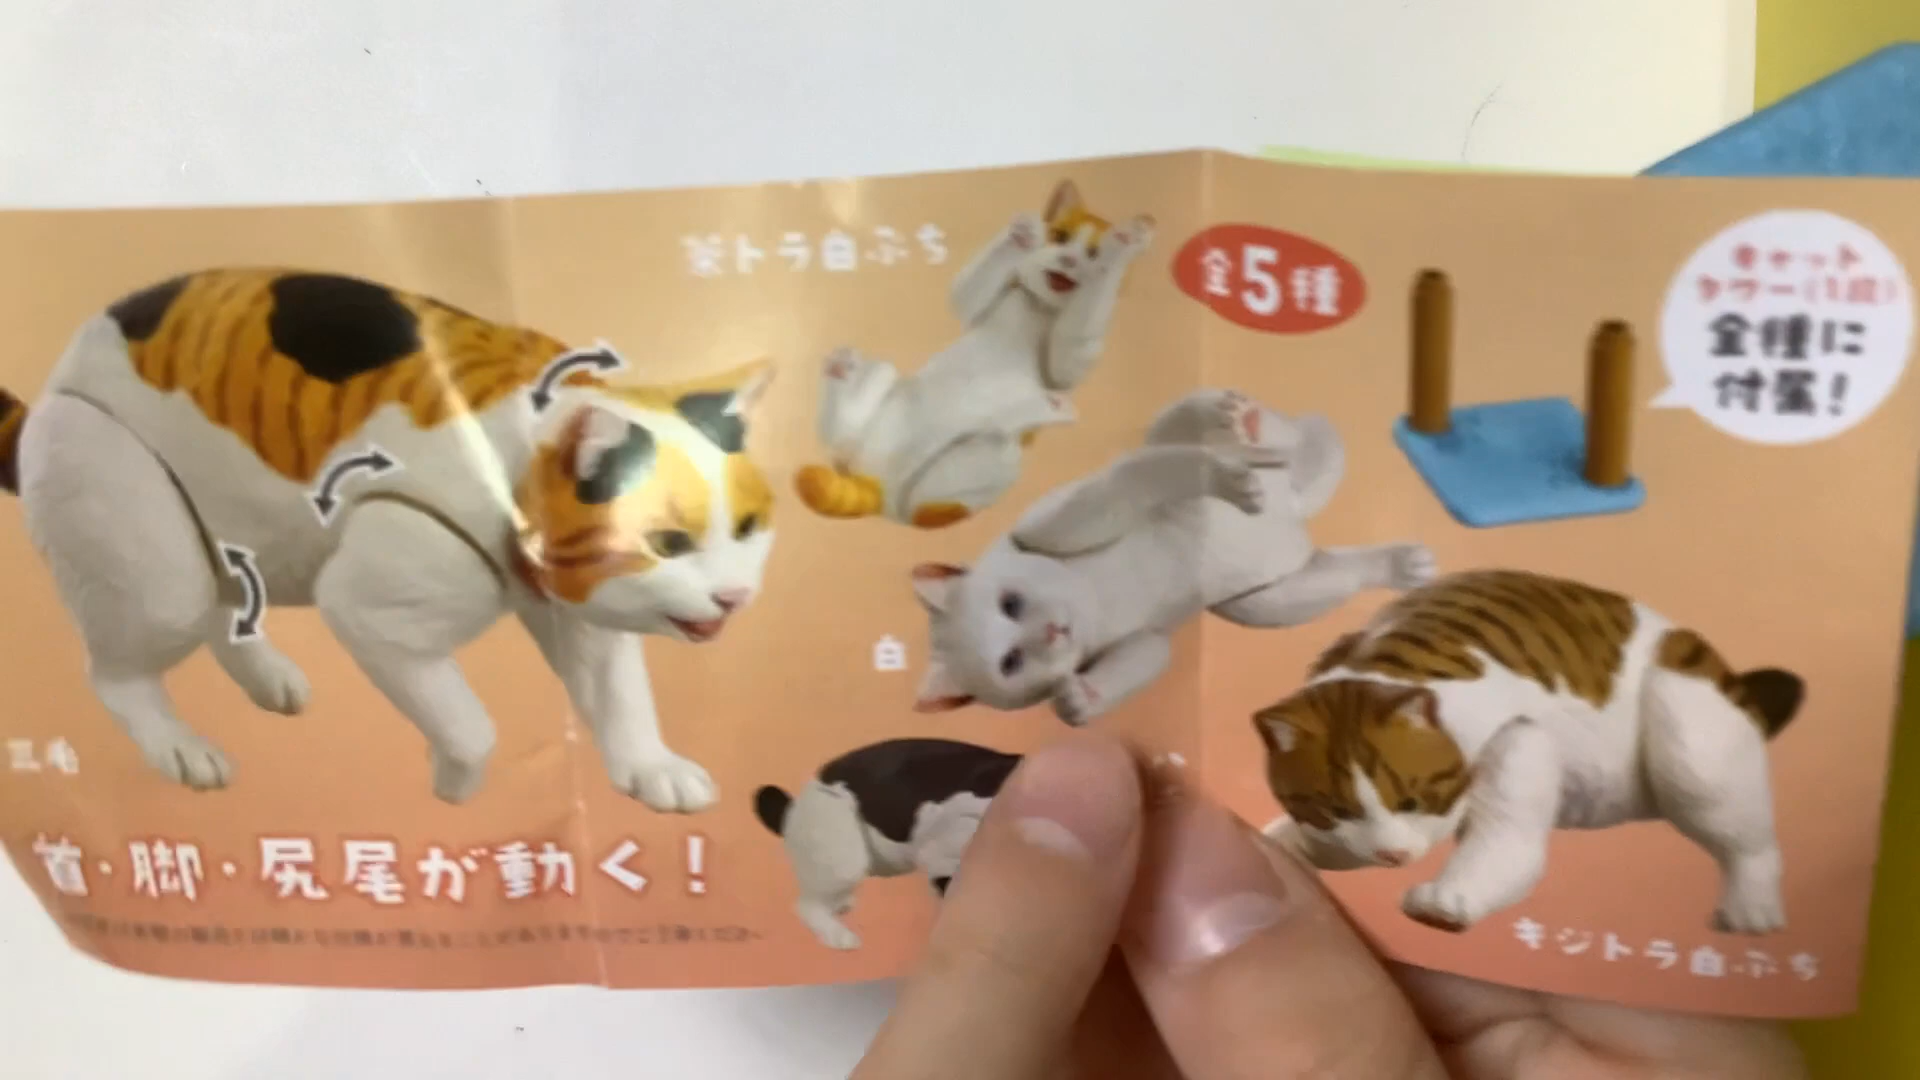 茶トラ白ぶち
全5種
キャット
タワー(1段)
全種に
付属!
白
三毛
首・脚・尻尾が動く!
キジトラ白ぶち